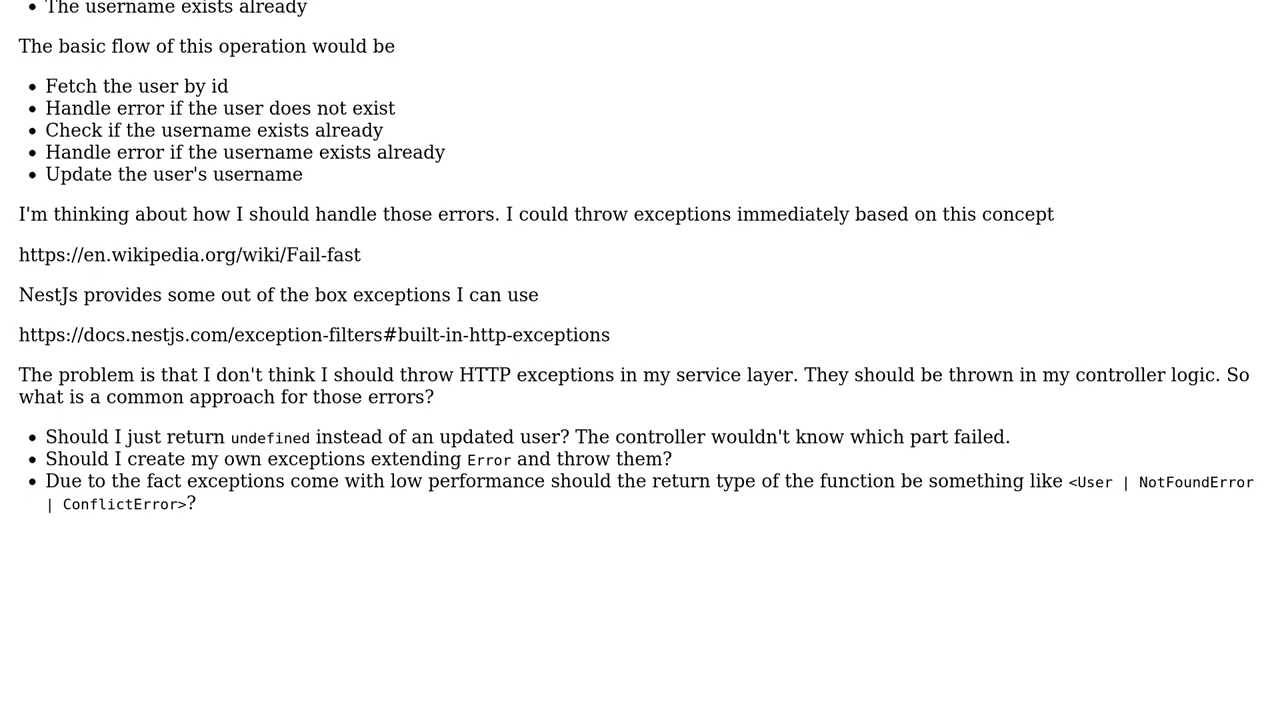 • The username exists already
The basic flow of this operation would be
• Fetch the user by id
• Handle error if the user does not exist
• Check if the username exists already
• Handle error if the username exists already
• Update the user's username
I'm thinking about how I should handle those errors. I could throw exceptions immediately based on this concept
https://en.wikipedia.org/wiki/Fail-fast
NestJs provides some out of the box exceptions I can use
https://docs.nestjs.com/exception-filters#built-in-http-exceptions
The problem is that I don't think I should throw HTTP exceptions in my service layer. They should be thrown in my controller logic. So
what is a common approach for those errors?
• Should I just return undefined instead of an updated user? The controller wouldn't know which part failed.
• Should I create my own exceptions extending Error and throw them?
• Due to the fact exceptions come with low performance should the return type of the function be something like <User | NotFoundError
| ConflictError>?